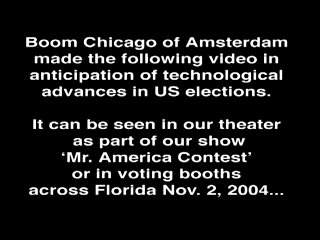 Boom Chicago of Amsterdam
made the following video in
anticipation of technological
advances in US elections.
It can be seen in our theater
as part of our show
‘Mr. America Contest’
or in voting booths
across Florida Nov. 2, 2004...